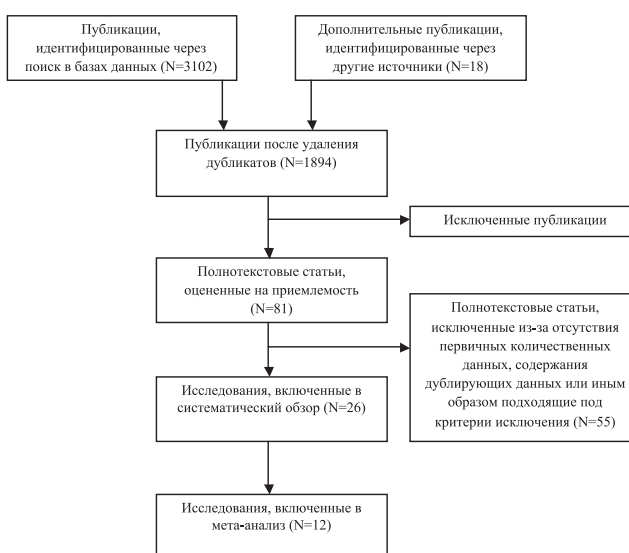 Публикации,
идентифицированные через
поиск в базах данных (N=3102)
Дополнительные публикации,
идентифицированные через
другие источники (N=18)
Публикации после удаления
дубликатов (N=1894)
Исключенные публикации
Полнотекстовые статьи,
оцененные на приемлемость
(N=81)
Полнотекстовые статьи,
исключенные из-за отсутствия
первичных количественных
данных, содержания
дублирующих данных или иным
образом подходящие под
критерии исключения (N=55)
Исследования, включенные в
систематический обзор (N=26)
Исследования, включенные в
мета-анализ (N=12)